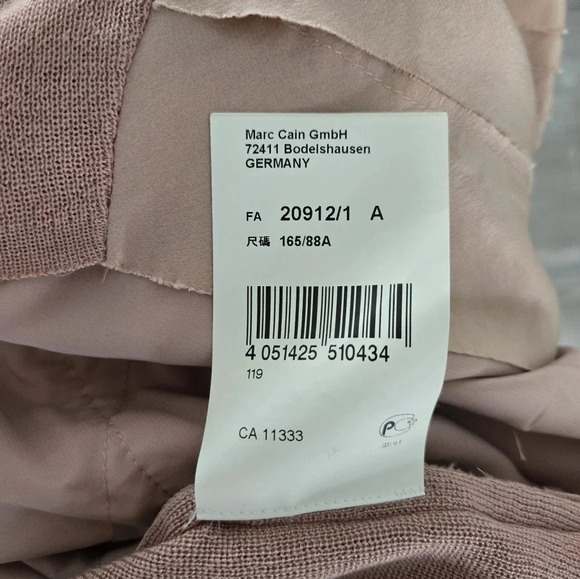 Marc Cain GmbH
72411 Bodelshausen
GERMANY
FA 20912/1 A
尺碼 165/88A
4 051425 510434
119
CA 11333